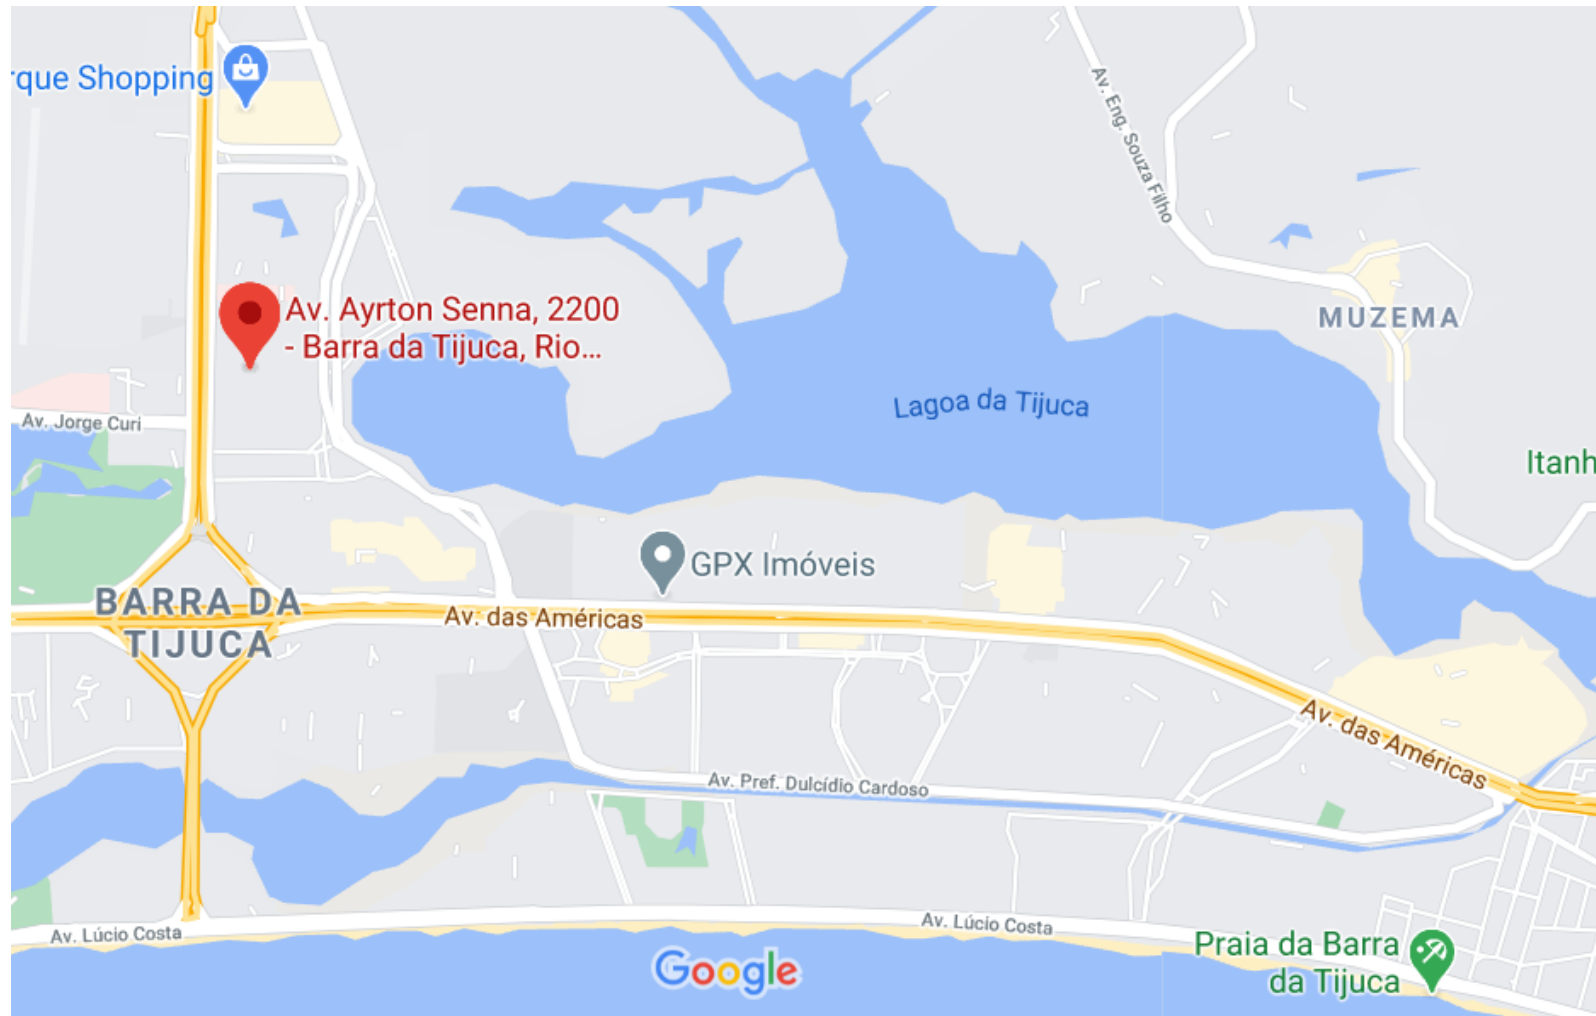 rque Shopping
Av. Eng. Souza Filho
Av. Ayrton Senna, 2200
- Barra da Tijuca, Rio...
MUZEMA
Lagoa da Tijuca
Av. Jorge Curi
Itanh
GPX Imóveis
BARRA DA
TIJUCA
Av. das Américas
Av. das Américas
Av. Pref. Dulcídio Cardoso
Av. Lúcio Costa
Av. Lúcio Costa
Praia da Barra
da Tijuca
Google